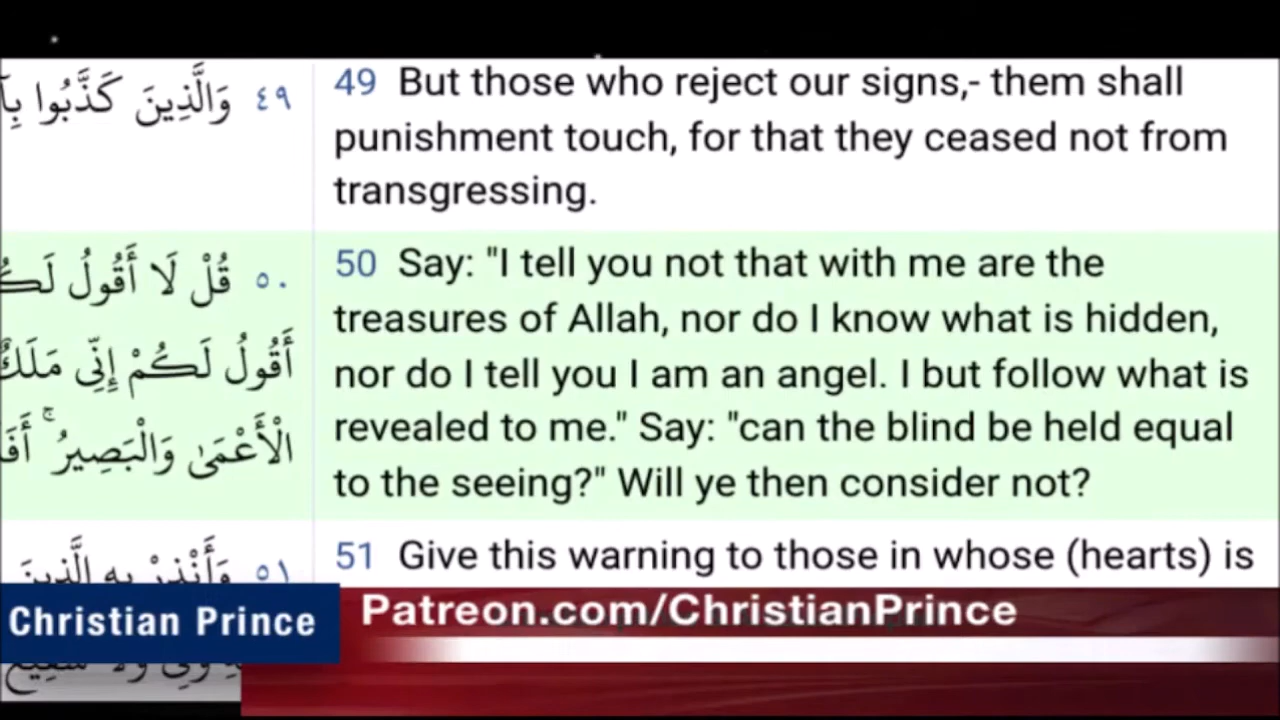 ٤٩ وَالَّذِينَ كَذَّبُوا
49 But those who reject our signs,- them shall
punishment touch, for that they ceased not from
transgressing.
٥٠ قُلْ لَا أَقُولُ
أَقُولُ لَكُمْ إِنِّي
الْأَعْمَىٰ وَالْبَصِيرُ ۚ
50 Say: "I tell you not that with me are the
treasures of Allah, nor do I know what is hidden,
nor do I tell you I am an angel. I but follow what is
revealed to me." Say: "can the blind be held equal
to the seeing?" Will ye then consider not?
٥١ وَأَنْذِرْ بِهِ الَّذِينَ
51 Give this warning to those in whose (hearts) is
Christian Prince
Patreon.com/ChristianPrince